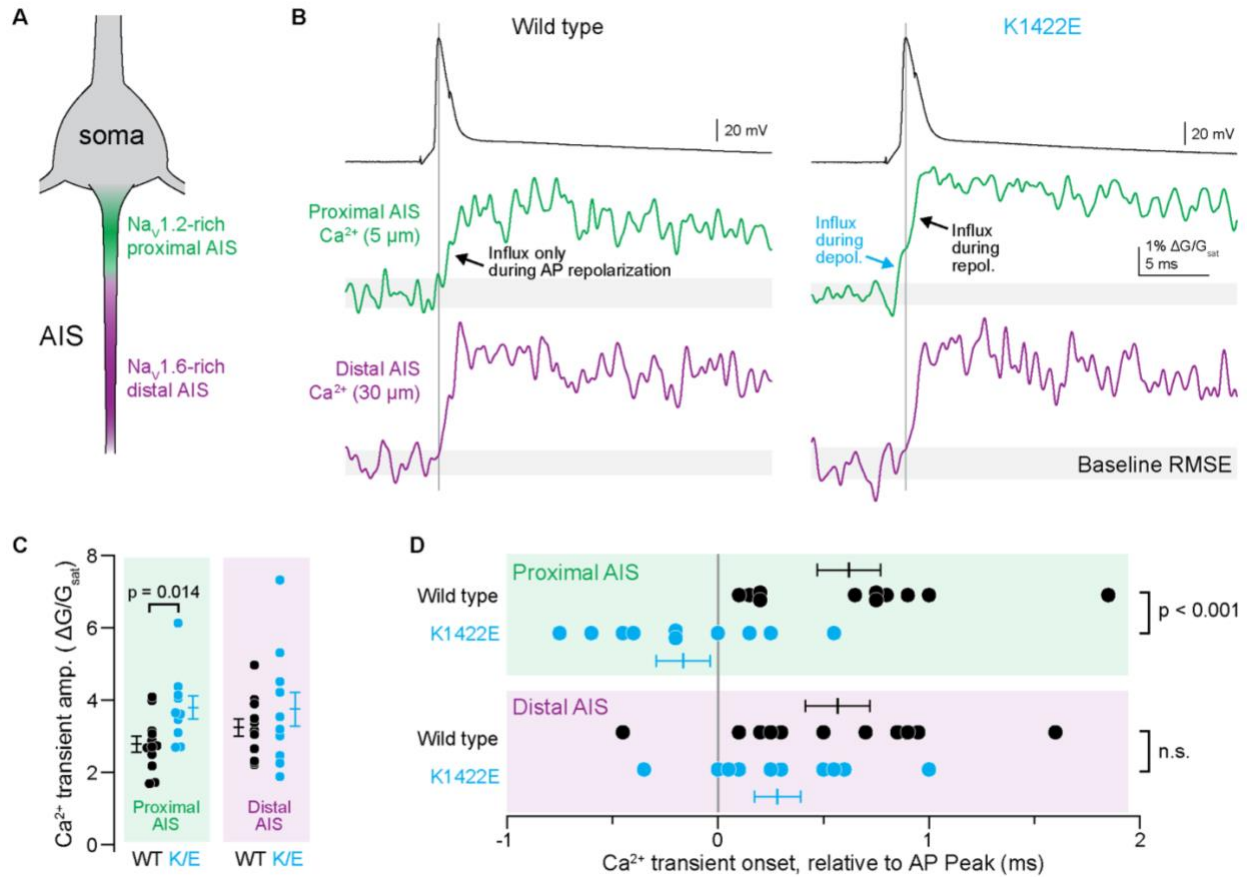 A
soma
Nav1.2-rich
proximal AIS
AIS
Nav1.6-rich
distal AIS
B
Wild type
K1422E
20 mV
20 mV
Proximal AIS
Ca²⁺ (5 µm)
Influx only
during AP repolarization
Influx
during
depol.
Influx
during
repol.
1% ΔG/Gsat
5 ms
Distal AIS
Ca²⁺ (30 µm)
Baseline RMSE
C
Ca²⁺ transient amp. ( ΔG/Gsat)
8
6
4
2
0
p = 0.014
Proximal
AIS
Distal
AIS
WT K/E
WT K/E
D
Proximal AIS
Wild type
K1422E
p < 0.001
Distal AIS
Wild type
K1422E
n.s.
-1 0 1 2
Ca²⁺ transient onset, relative to AP Peak (ms)